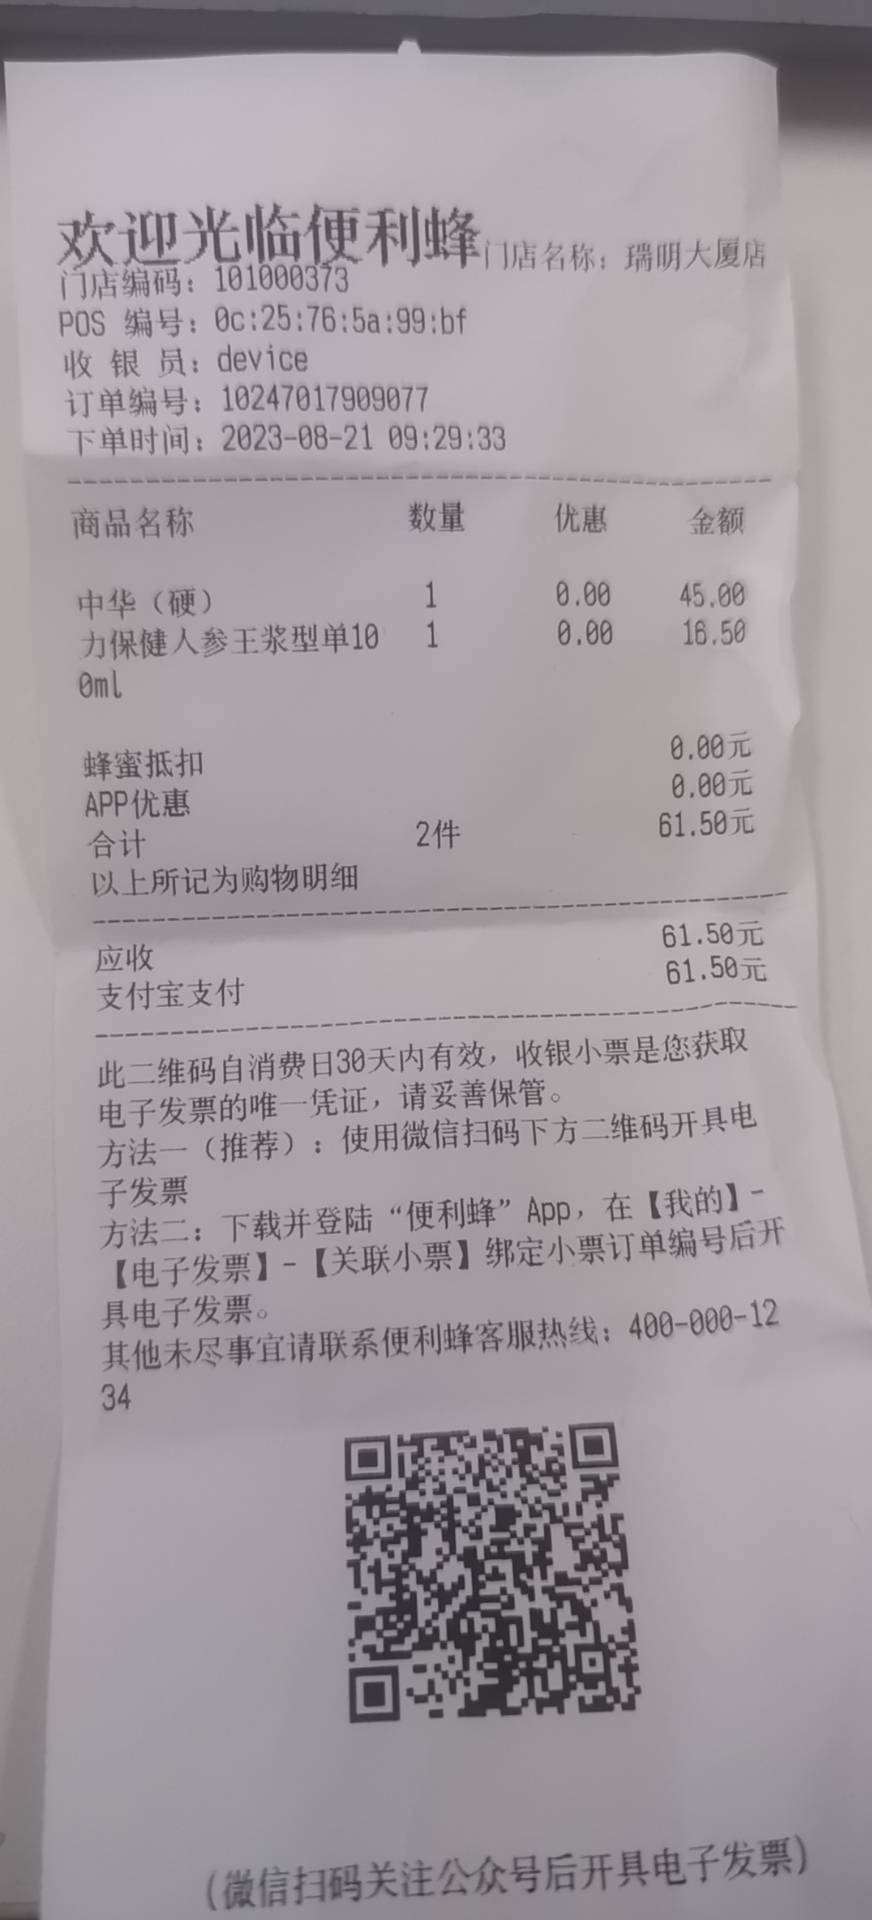 欢迎光临便利蜂门店名称：瑞明大厦店
门店编码：101000373
POS 编号：0c:25:76:5a:99:bf
收 银 员：device
订单编号：10247017909077
下单时间：2023-08-21 09:29:33
商品名称 数量 优惠 金额
中华（硬） 1 0.00 45.00
力保健人参王浆型单10 1 0.00 16.50
0ml
蜂蜜抵扣 0.00元
APP优惠 0.00元
合计 2件 61.50元
以上所记为购物明细
应收 61.50元
支付宝支付 61.50元
此二维码自消费日30天内有效，收银小票是您获取
电子发票的唯一凭证，请妥善保管。
方法一（推荐）：使用微信扫码下方二维码开具电
子发票
方法二：下载并登陆“便利蜂”App，在【我的】-
【电子发票】-【关联小票】绑定小票订单编号后开
具电子发票。
其他未尽事宜请联系便利蜂客服热线：400-000-12
34
（微信扫码关注公众号后开具电子发票）